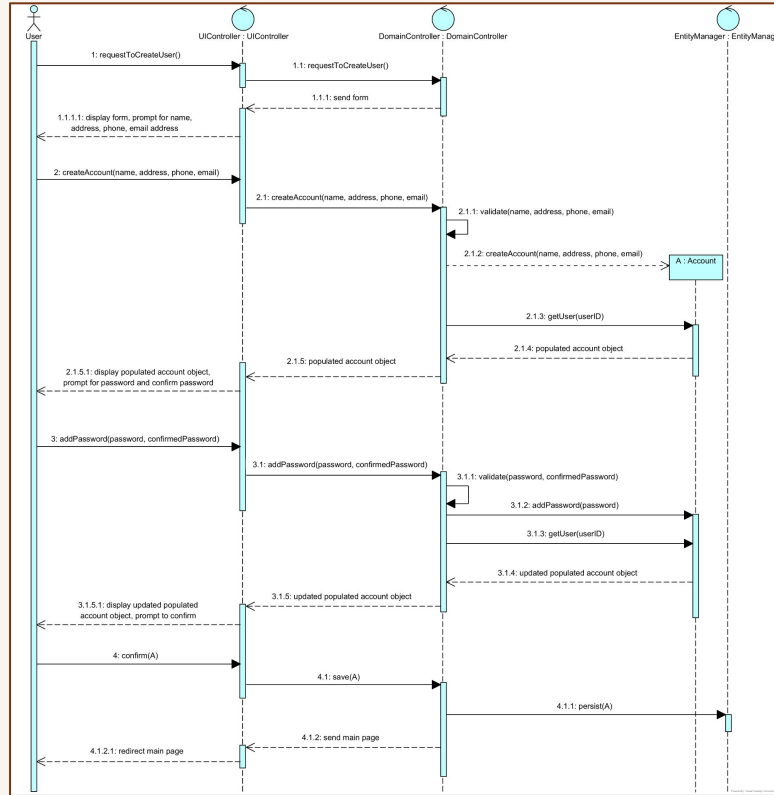 User
UIController : UIController
DomainController : DomainController
EntityManager : EntityManag
1: requestToCreateUser()
1.1: requestToCreateUser()
1.1.1: send form
1.1.1.1: display form, prompt for name,
address, phone, email address
2: createAccount(name, address, phone, email)
2.1: createAccount(name, address, phone, email)
2.1.1: validate(name, address, phone, email)
2.1.2: createAccount(name, address, phone, email)
A : Account
2.1.3: getUser(userID)
2.1.4: populated account object
2.1.5: populated account object
2.1.5.1: display populated account object,
prompt for password and confirm password
3: addPassword(password, confirmedPassword)
3.1: addPassword(password, confirmedPassword)
3.1.1: validate(password, confirmedPassword)
3.1.2: addPassword(password)
3.1.3: getUser(userID)
3.1.4: updated populated account object
3.1.5: updated populated account object
3.1.5.1: display updated populated
account object, prompt to confirm
4: confirm(A)
4.1: save(A)
4.1.1: persist(A)
4.1.2: send main page
4.1.2.1: redirect main page